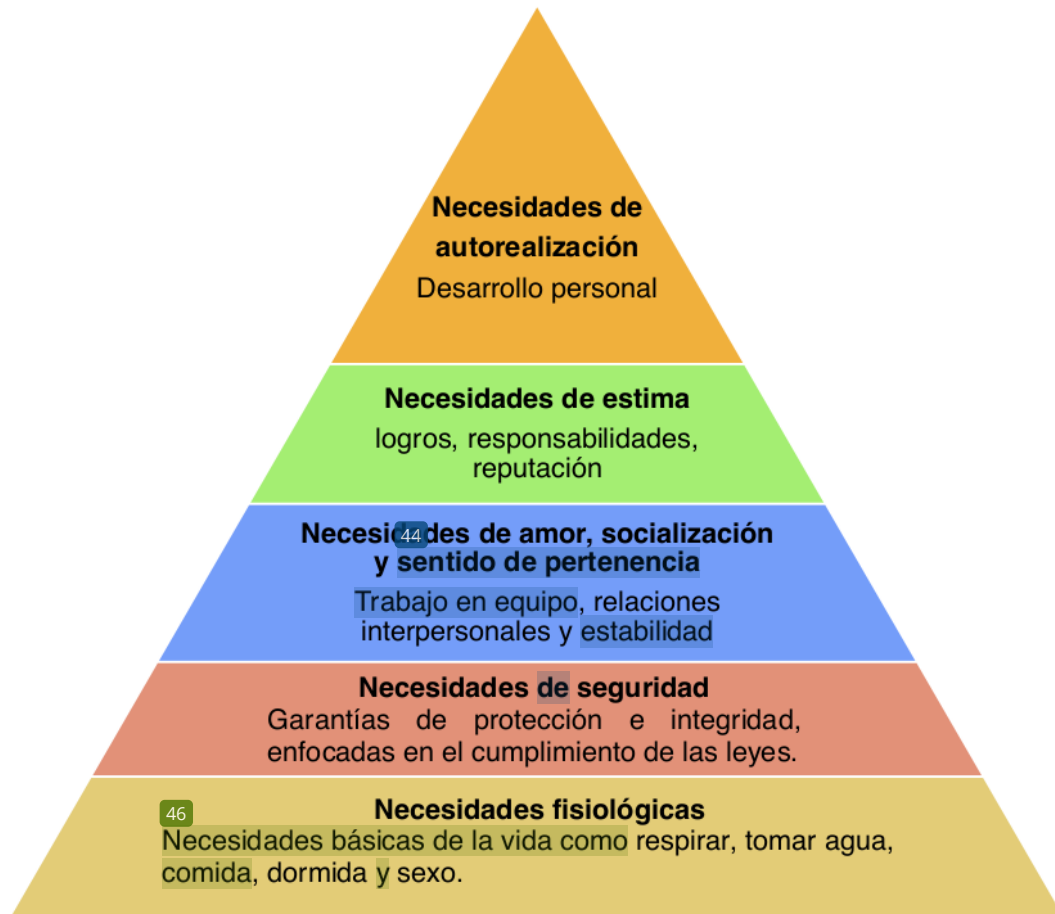 Necesidades de
autorealización
Desarrollo personal
Necesidades de estima
logros, responsabilidades,
reputación
Necesidades de amor, socialización
44
y sentido de pertenencia
Trabajo en equipo, relaciones
interpersonales y estabilidad
Necesidades de seguridad
Garantías de protección e integridad,
enfocadas en el cumplimiento de las leyes.
46
Necesidades fisiológicas
Necesidades básicas de la vida como respirar, tomar agua,
comida, dormida y sexo.